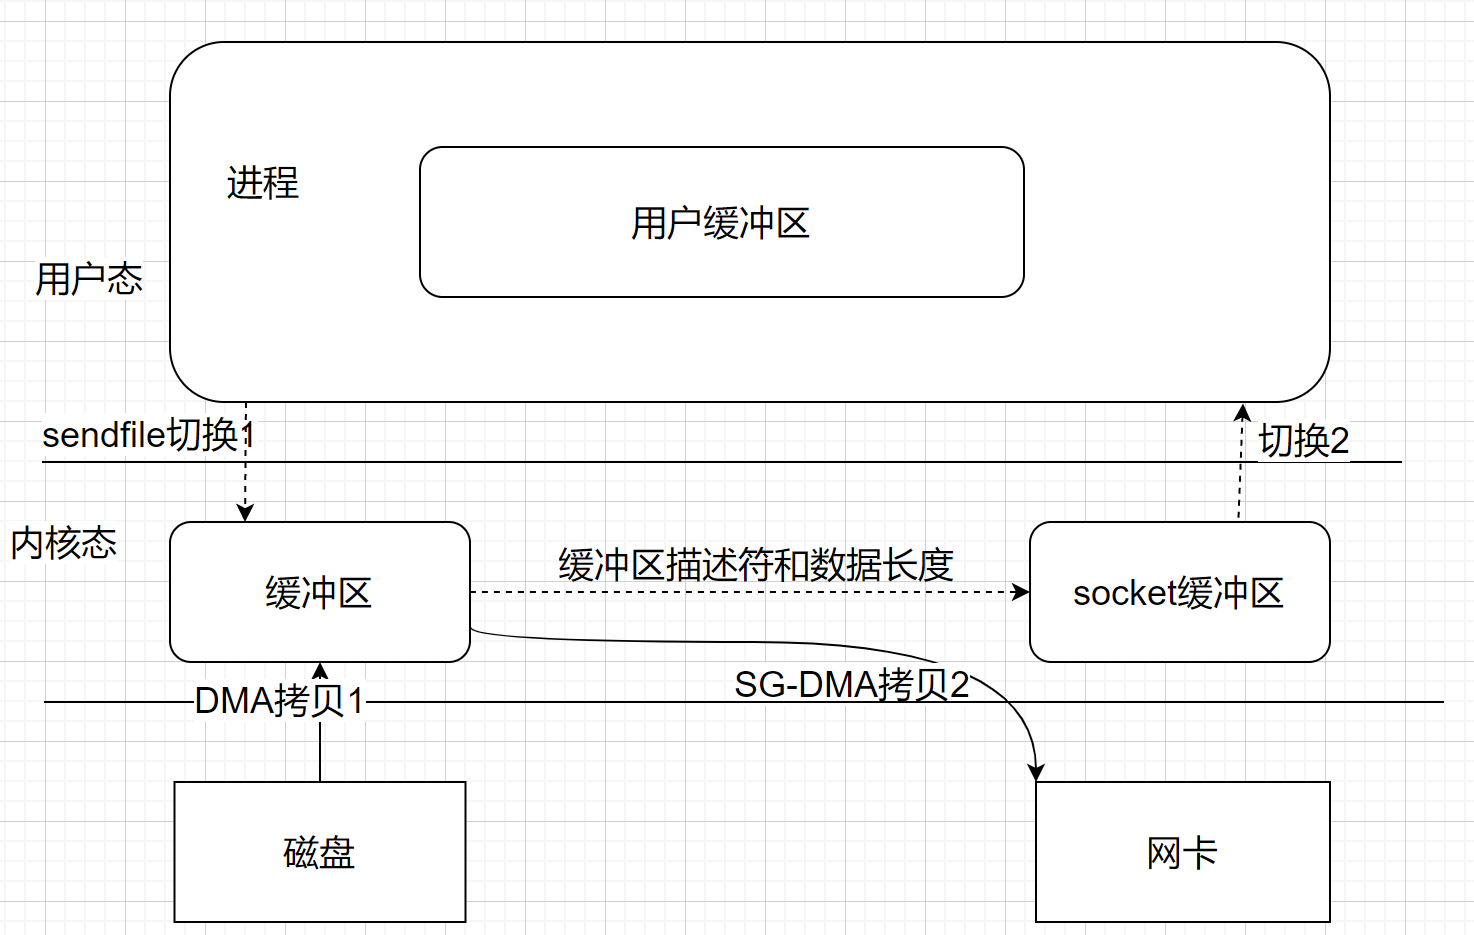 进程
用户缓冲区
用户态
sendfile切换1
切换2
内核态
缓冲区
缓冲区描述符和数据长度
socket缓冲区
DMA拷贝1
SG-DMA拷贝2
磁盘
网卡